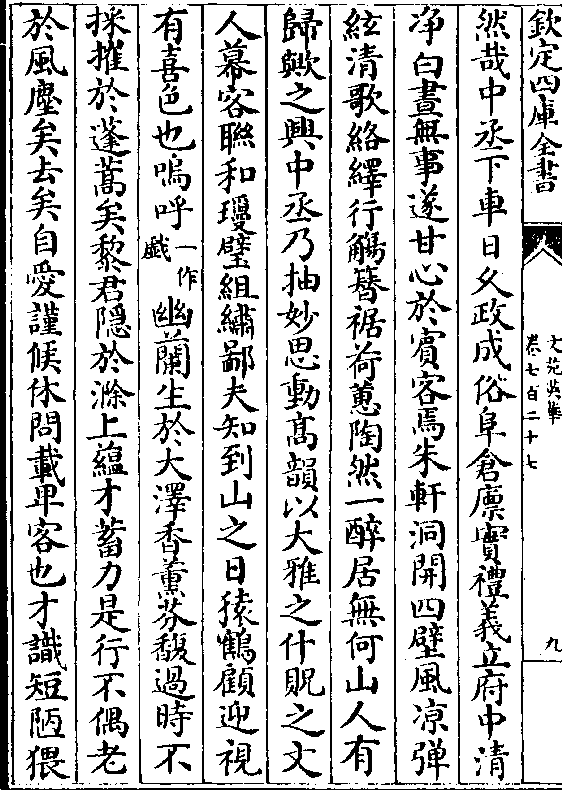 欽定四庫全書
文苑英華
卷七百二十七
九
然哉中丞下車日久政成俗阜倉廩實禮義立府中清
净白晝無事遂甘心於賓客焉朱軒洞開四壁風凉弹
絃清歌絡繹行觴簪裾荷蕙陶然一醉居無何山人有
歸歟之興中丞乃抽妙思動髙韻以大雅之什貺之文
人幕客聯和瓊璧組繡鄙夫知到山之日猿鶴顧迎視
有喜色也嗚呼一作戱幽蘭生於大澤香薰芬馥過時不
採摧於蓬蒿矣黎君隱於滁上蘊才蓄力是行不偶老
於風塵矣去矣自愛謹候休問載卑客也才識短陋猥